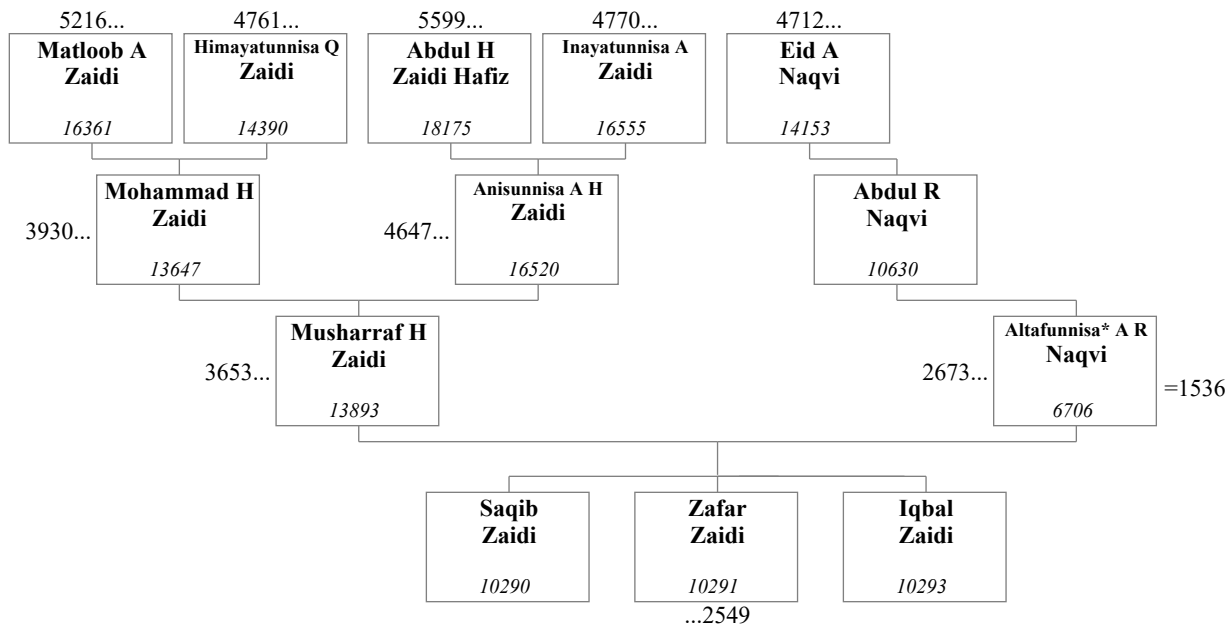 5216...
4761...
5599...
4770...
4712...
Matloob A
Zaidi
16361
Himayatunnisa Q
Zaidi
14390
Abdul H
Zaidi Hafiz
18175
Inayatunnisa A
Zaidi
16555
Eid A
Naqvi
14153
3930...
Mohammad H
Zaidi
13647
4647...
Anisunnisa A H
Zaidi
16520
Abdul R
Naqvi
10630
3653...
Musharraf H
Zaidi
13893
2673...
Altafunnisa* A R
Naqvi
6706
=1536
Saqib
Zaidi
10290
Zafar
Zaidi
10291
...2549
Iqbal
Zaidi
10293